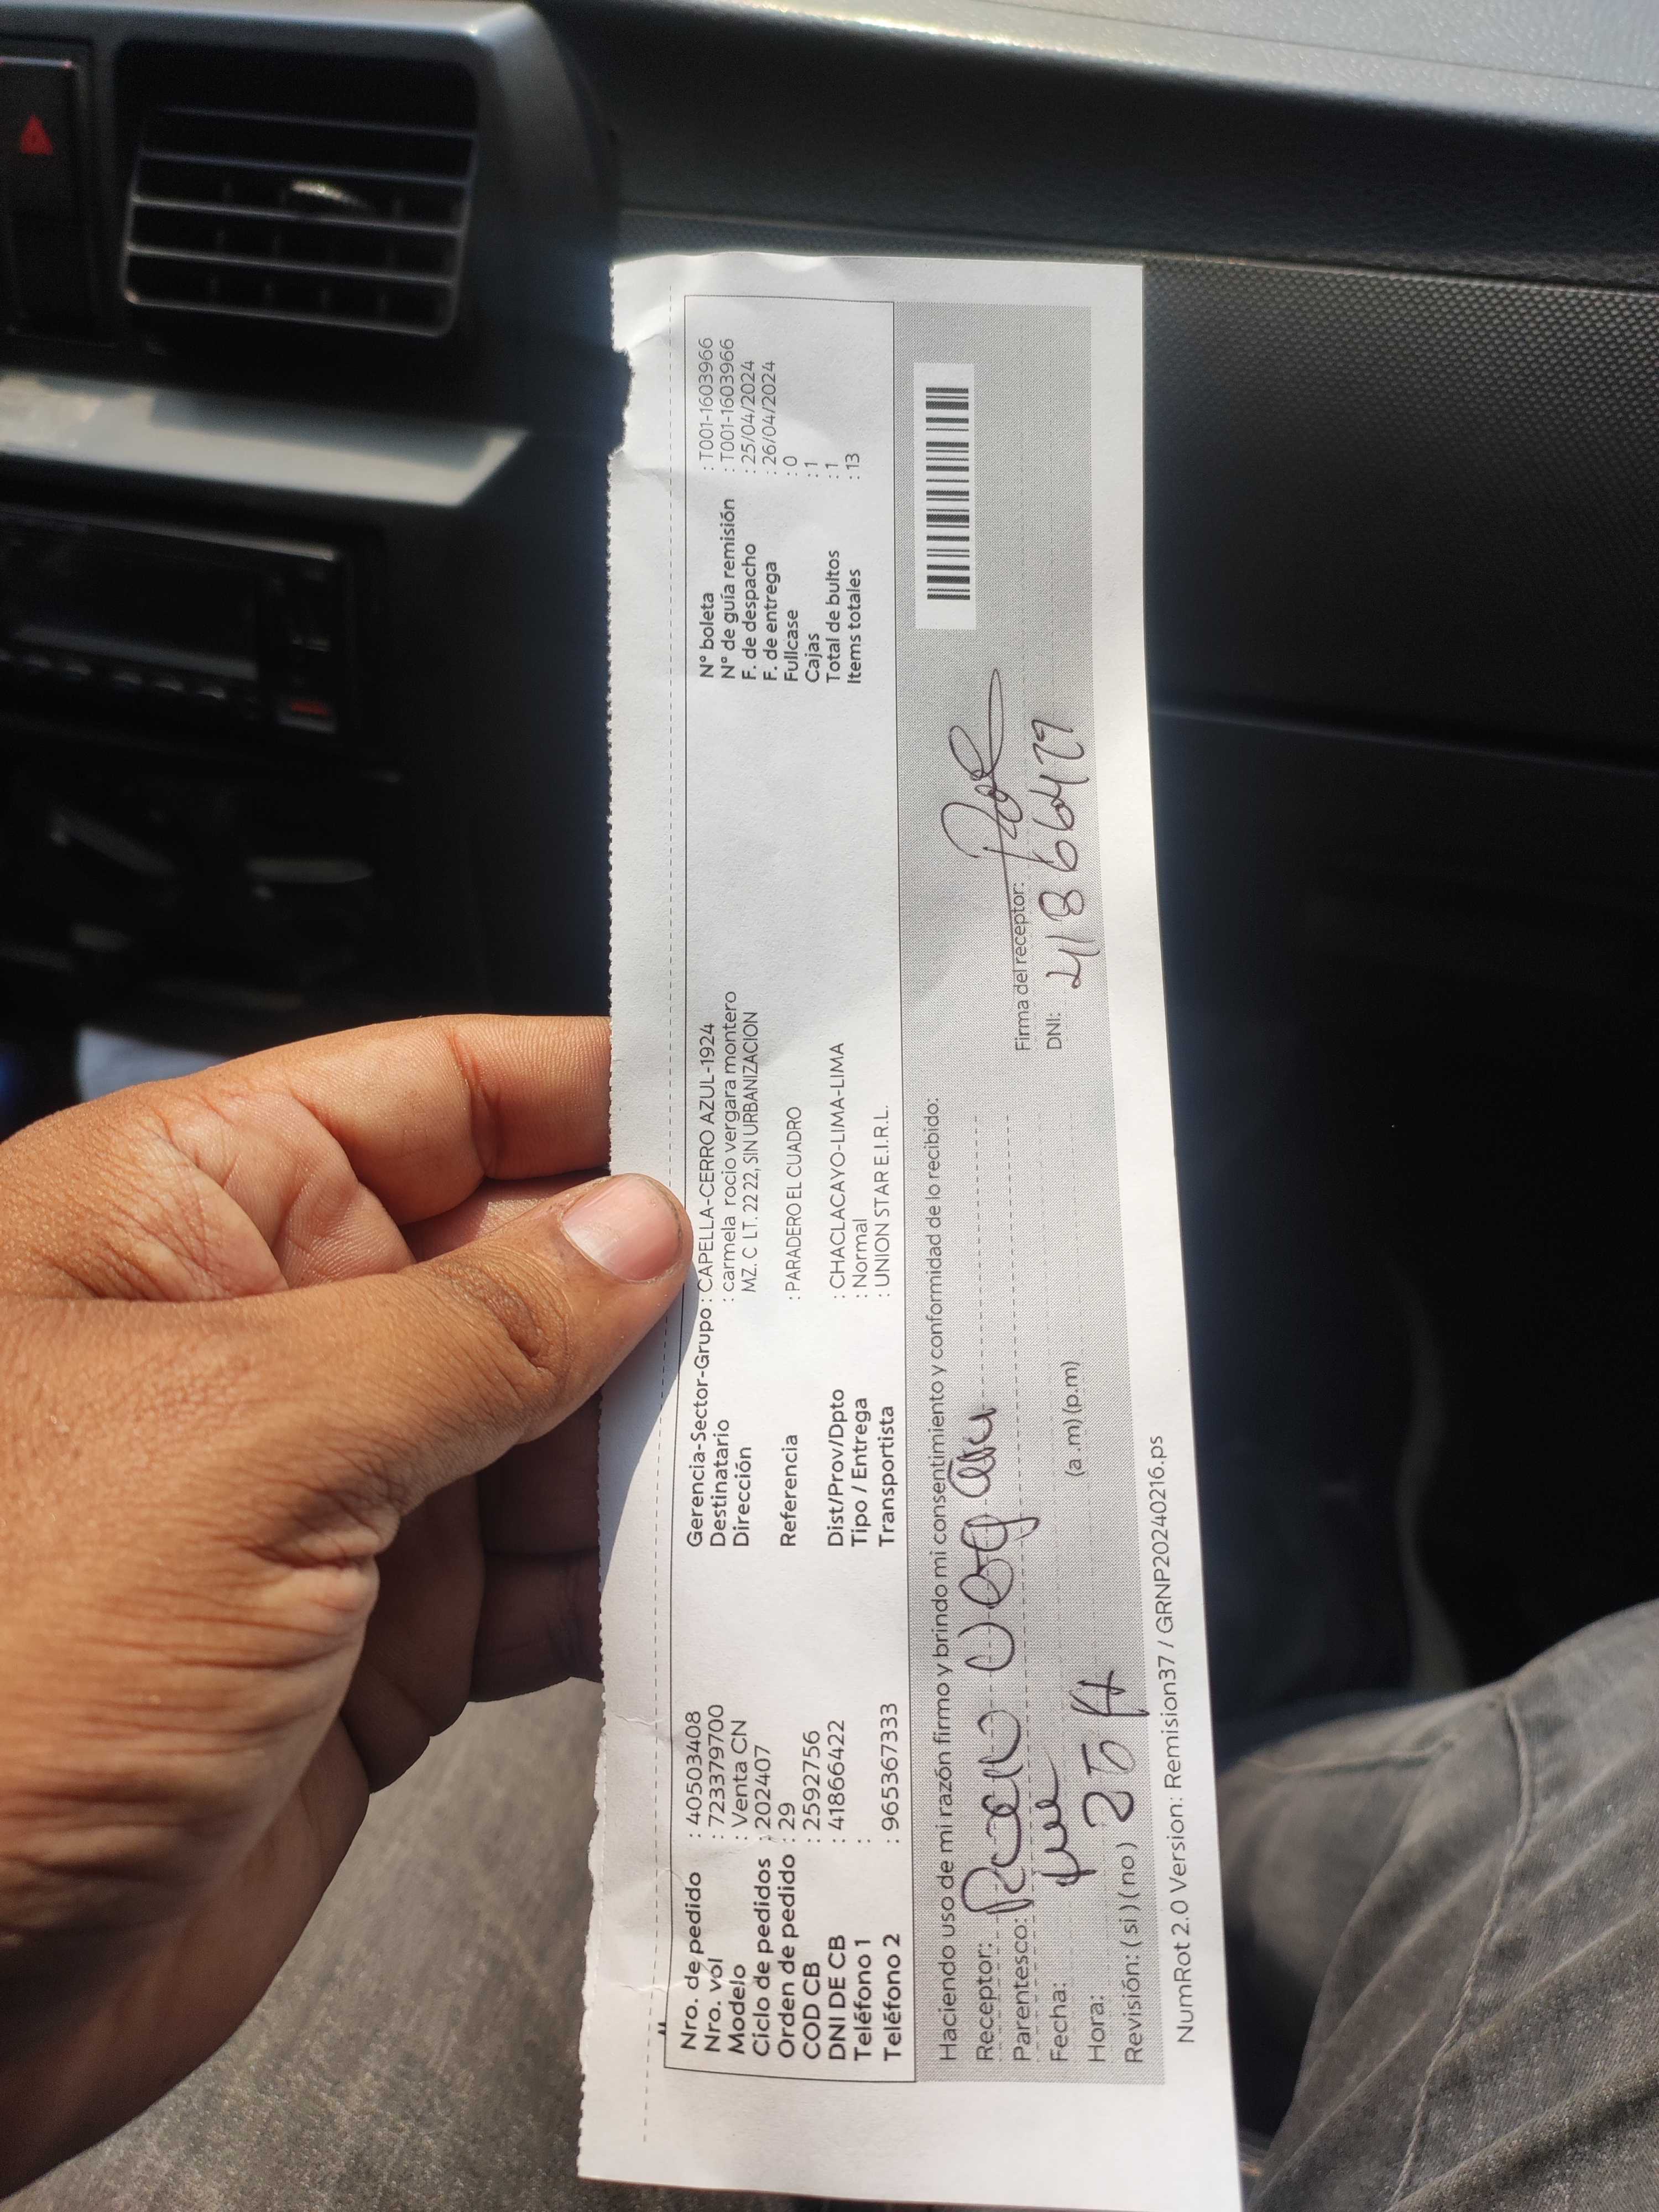 Nro. de pedido : 40503408
Nro. vol : 723379700
Modelo : Venta CN
Ciclo de pedidos : 202407
Orden de pedido : 29
COD CB : 2592756
DNI DE CB : 41866422
Teléfono 1 :
Teléfono 2 : 965367333
Gerencia-Sector-Grupo : CAPELLA-CERRO AZUL-1924
Destinatario : carmela rocio vergara montero
Dirección MZ. C LT. 22 22, SIN URBANIZACION
Referencia : PARADERO EL CUADRO
Dist/Prov/Dpto : CHACLACAYO-LIMA-LIMA
Tipo / Entrega : Normal
Transportista : UNION STAR E.I.R.L.
N° boleta : T001-1603966
N° de guía remisión : T001-1603966
F. de despacho : 25/04/2024
F. de entrega : 26/04/2024
Fullcase : 0
Cajas : 1
Total de bultos : 1
Items totales : 13
Haciendo uso de mi razón firmo y brindo mi consentimiento y conformidad de lo recibido:
Receptor:
Parentesco:
Fecha:
Hora: (a .m) (p.m)
Revisión: ( si ) ( no )
Firma del receptor:
DNI:
NumRot 2.0 Version: Remision37 / GRNP20240216.ps